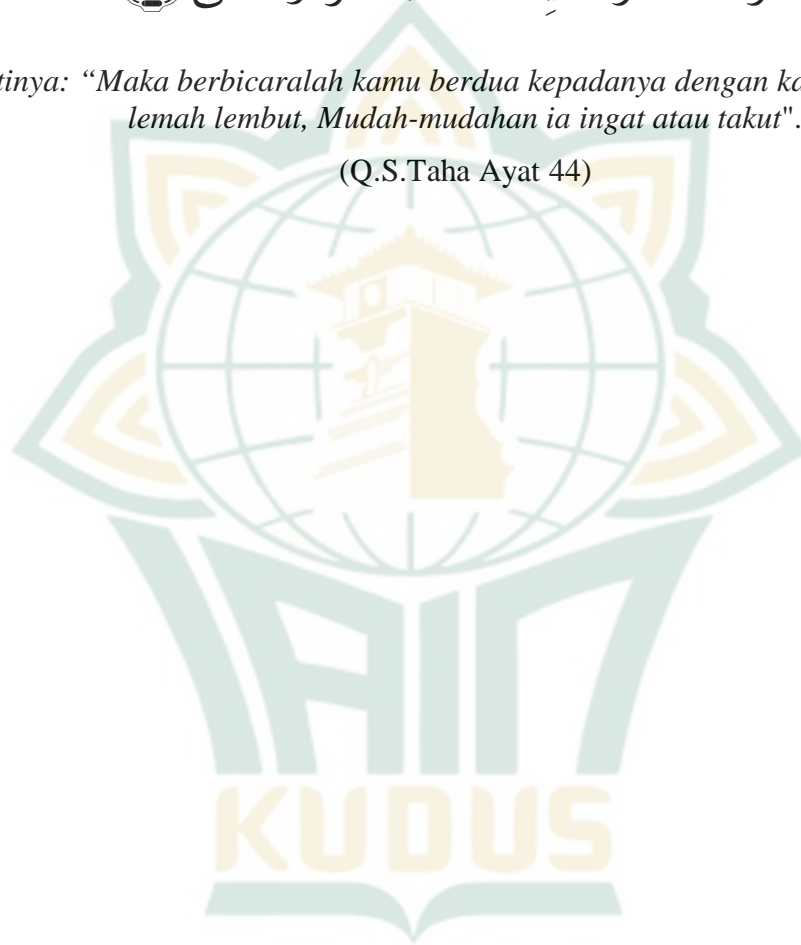 tinya: “Maka berbicaralah kamu berdua kepadanya dengan ka
lemah lembut, Mudah-mudahan ia ingat atau takut".
(Q.S.Taha Ayat 44)
IAIN
KUDUS